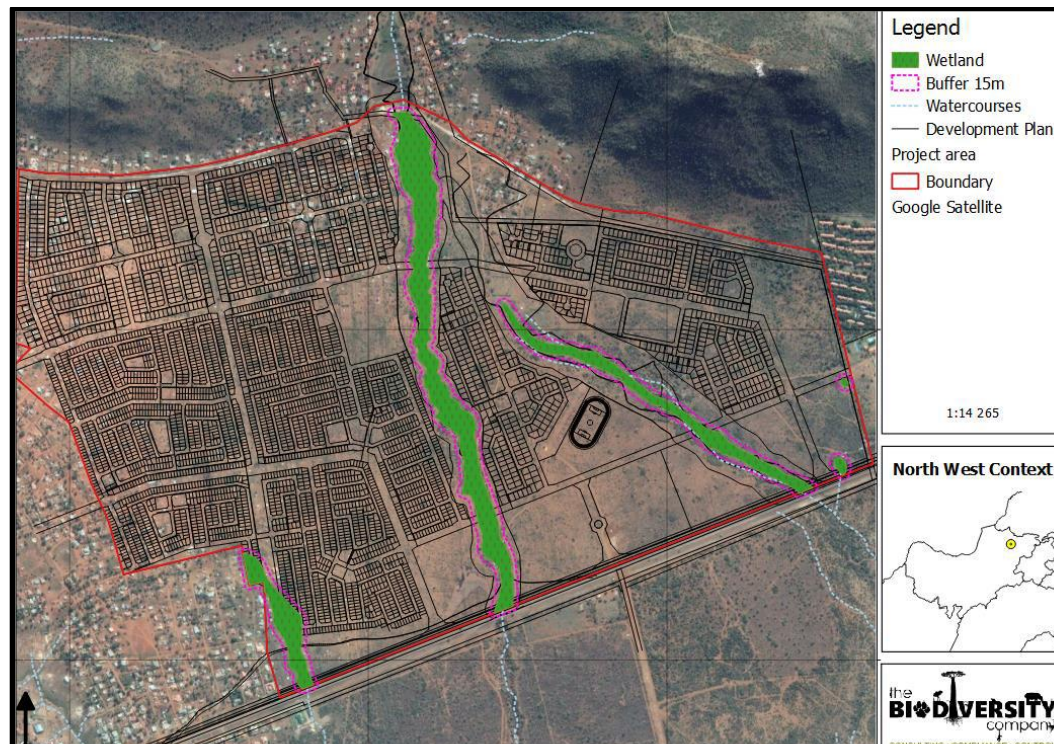 Legend
Wetland
Buffer 15m
Watercourses
Development Plan
Project area
Boundary
Google Satellite
1:14 265
North West Context
the
BIODIVERSITY
company